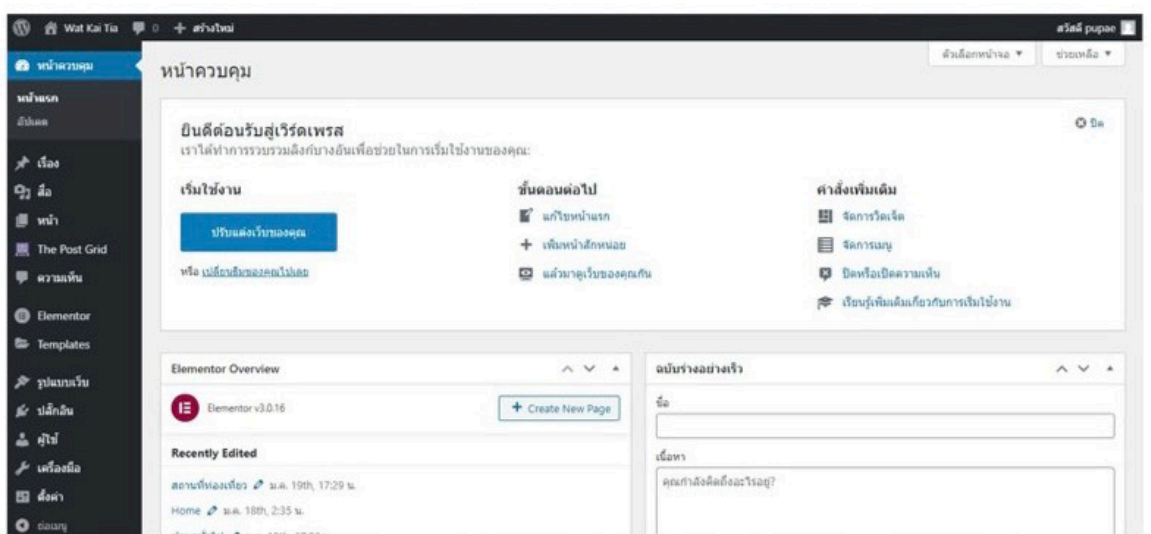 Wat Kai Tia 0 + สร้างใหม่
สวัสดี pupae
ตัวเลือกหน้าจอ
ช่วยเหลือ
หน้าควบคุม
หน้าแรก
อัปเดต
เรื่อง
สื่อ
หน้า
The Post Grid
ความเห็น
Elementor
Templates
รูปแบบเว็บ
ปลั๊กอิน
ผู้ใช้
เครื่องมือ
ตั้งค่า
ย่อเมนู
หน้าควบคุม
ยินดีต้อนรับสู่เวิร์ดเพรส
ปิด
เราได้ทำการรวบรวมลิงก์บางอันเพื่อช่วยในการเริ่มใช้งานของคุณ:
เริ่มใช้งาน
ปรับแต่งเว็บของคุณ
หรือ เปลี่ยนธีมของคุณไปเลย
ขั้นตอนต่อไป
แก้ไขหน้าแรก
เพิ่มหน้าสักหน่อย
แล้วมาดูเว็บของคุณกัน
คำสั่งเพิ่มเติม
จัดการวิดเจ็ต
จัดการเมนู
ปิดหรือเปิดความเห็น
เรียนรู้เพิ่มเติมเกี่ยวกับการเริ่มใช้งาน
Elementor Overview
Elementor v3.0.16
+ Create New Page
Recently Edited
สถานที่ท่องเที่ยว ม.ค. 19th, 17:29 น.
Home ม.ค. 18th, 2:35 น.
ฉบับร่างอย่างเร็ว
ชื่อ
เนื้อหา
คุณกำลังคิดถึงอะไรอยู่?